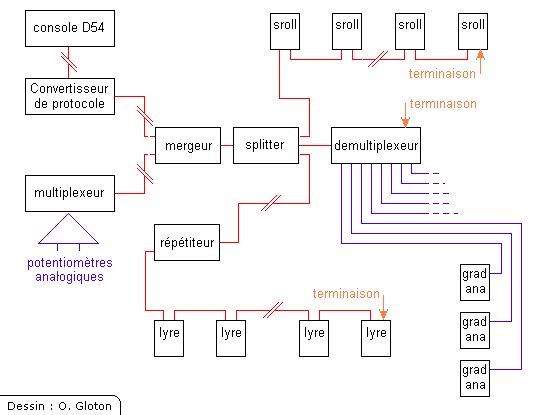 console D54
sroll
sroll
sroll
sroll
terminaison
Convertisseur
de protocole
terminaison
mergeur
splitter
demultiplexeur
multiplexeur
répétiteur
potentiomètres
analogiques
grad
ana
terminaison
grad
ana
lyre
lyre
lyre
lyre
grad
ana
Dessin : O. Gloton